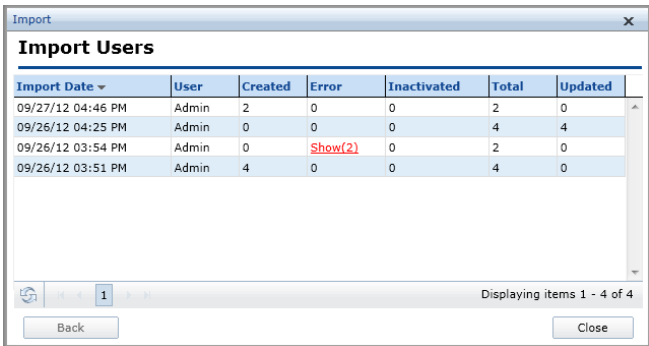 Import x
Import Users
Import Date User Created Error Inactivated Total Updated
09/27/12 04:46 PM Admin 2 0 0 2 0
09/26/12 04:25 PM Admin 0 0 0 4 4
09/26/12 03:54 PM Admin 0 Show(2) 0 2 0
09/26/12 03:51 PM Admin 4 0 0 4 0
1 Displaying items 1 - 4 of 4
Back Close